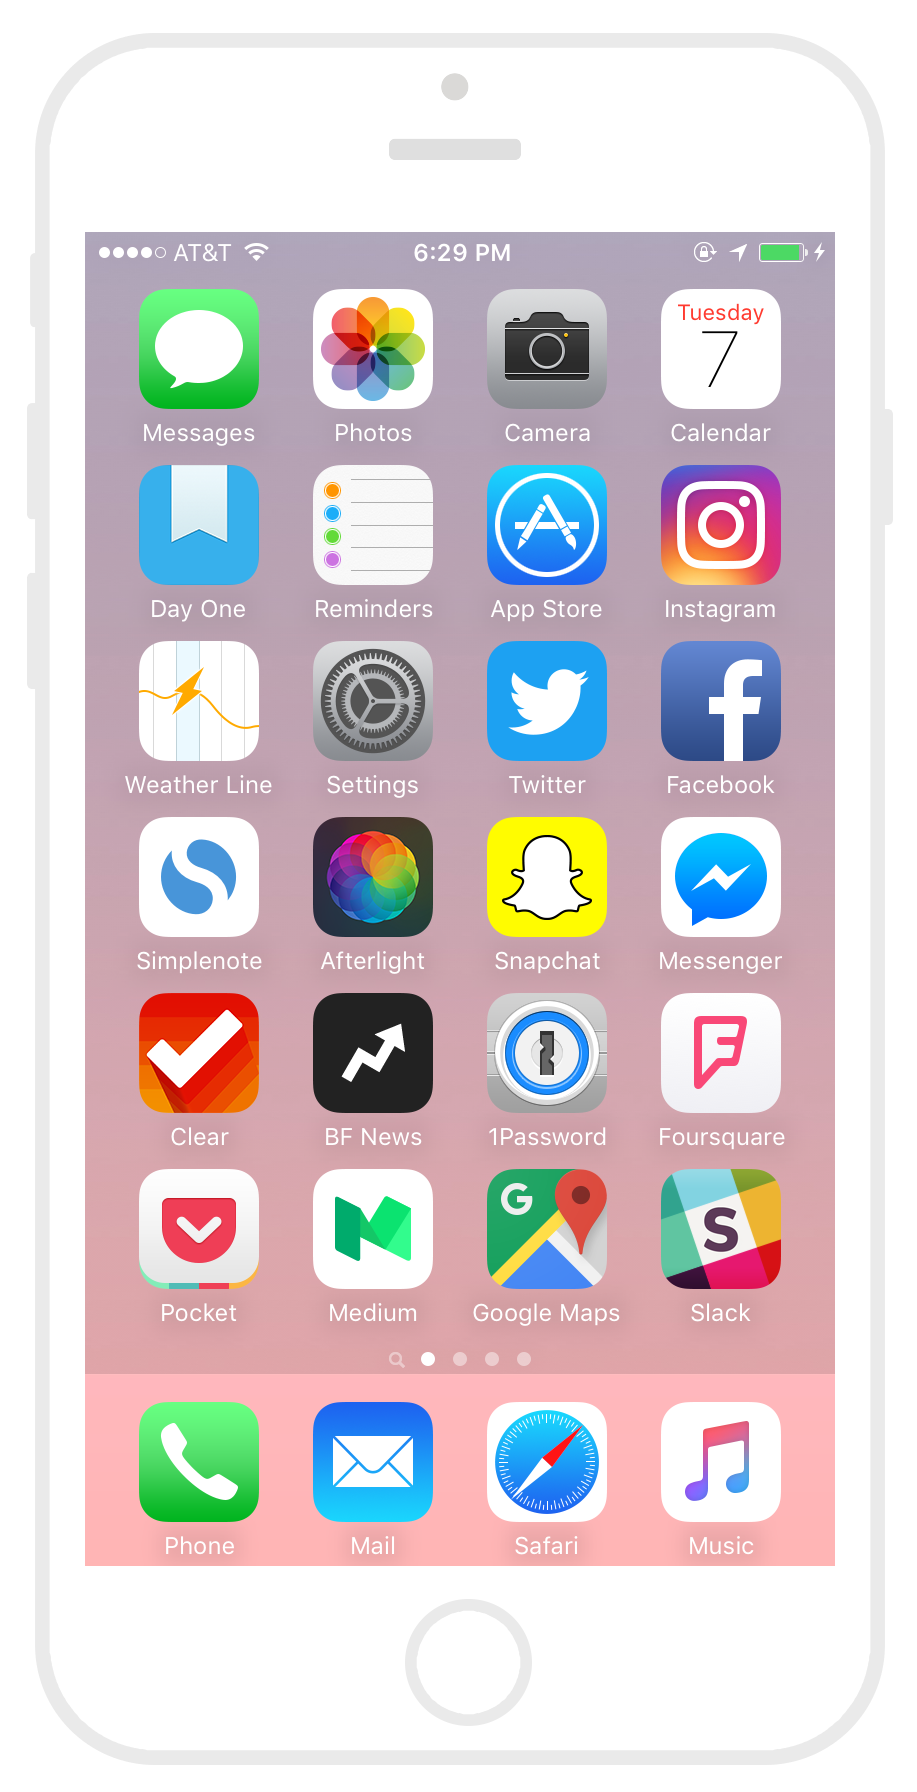 AT&T 6:29 PM
Tuesday
7
Messages Photos Camera Calendar
Day One Reminders App Store Instagram
Weather Line Settings Twitter Facebook
Simplenote Afterlight Snapchat Messenger
Clear BF News 1Password Foursquare
G S
Pocket Medium Google Maps Slack
Phone Mail Safari Music